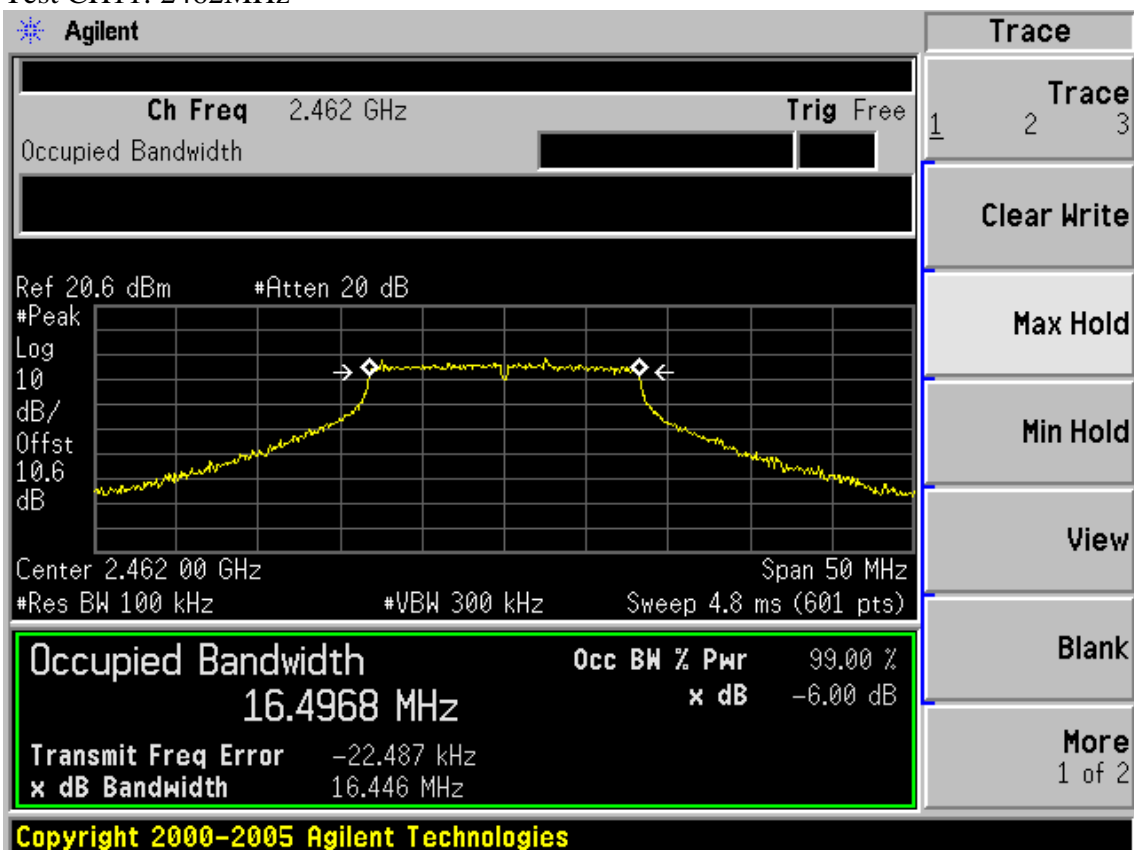 Test CH11: 2462MHz
Agilent
Trace
Ch Freq 2.462 GHz Trig Free
Occupied Bandwidth
Trace
1 2 3
Clear Write
Max Hold
Min Hold
View
Blank
More
1 of 2
Ref 20.6 dBm #Atten 20 dB
#Peak
Log
10
dB/
Offst
10.6
dB
Center 2.462 00 GHz Span 50 MHz
#Res BW 100 kHz #VBW 300 kHz Sweep 4.8 ms (601 pts)
Occupied Bandwidth Occ BW % Pwr 99.00 %
16.4968 MHz x dB -6.00 dB
Transmit Freq Error -22.487 kHz
x dB Bandwidth 16.446 MHz
Copyright 2000-2005 Agilent Technologies